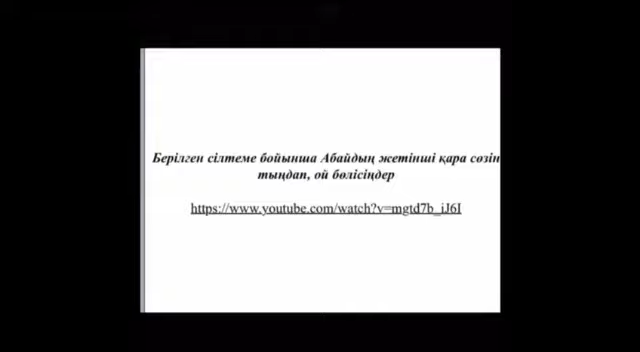 Берілген сілтеме бойынша Абайдың жетінші қара сөзін
тыңдап, ой бөлісіңдер
https://www.youtube.com/watch?v=mgtd7b_iJ6I